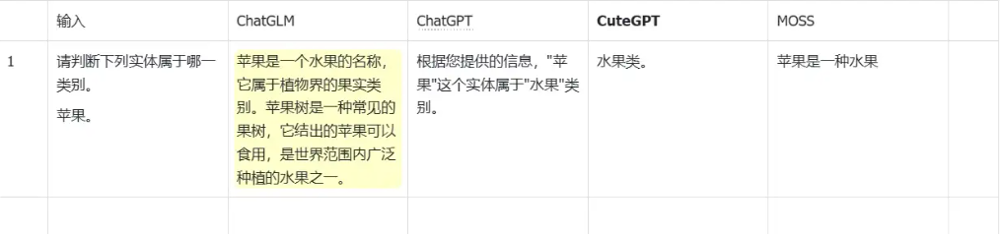 输入 ChatGLM ChatGPT CuteGPT MOSS
1
请判断下列实体属于哪一
类别。
苹果。
苹果是一个水果的名称，
它属于植物界的果实类
别。苹果树是一种常见的
果树，它结出的苹果可以
食用，是世界范围内广泛
种植的水果之一。
根据您提供的信息，"苹
果"这个实体属于"水果"类
别。
水果类。
苹果是一种水果